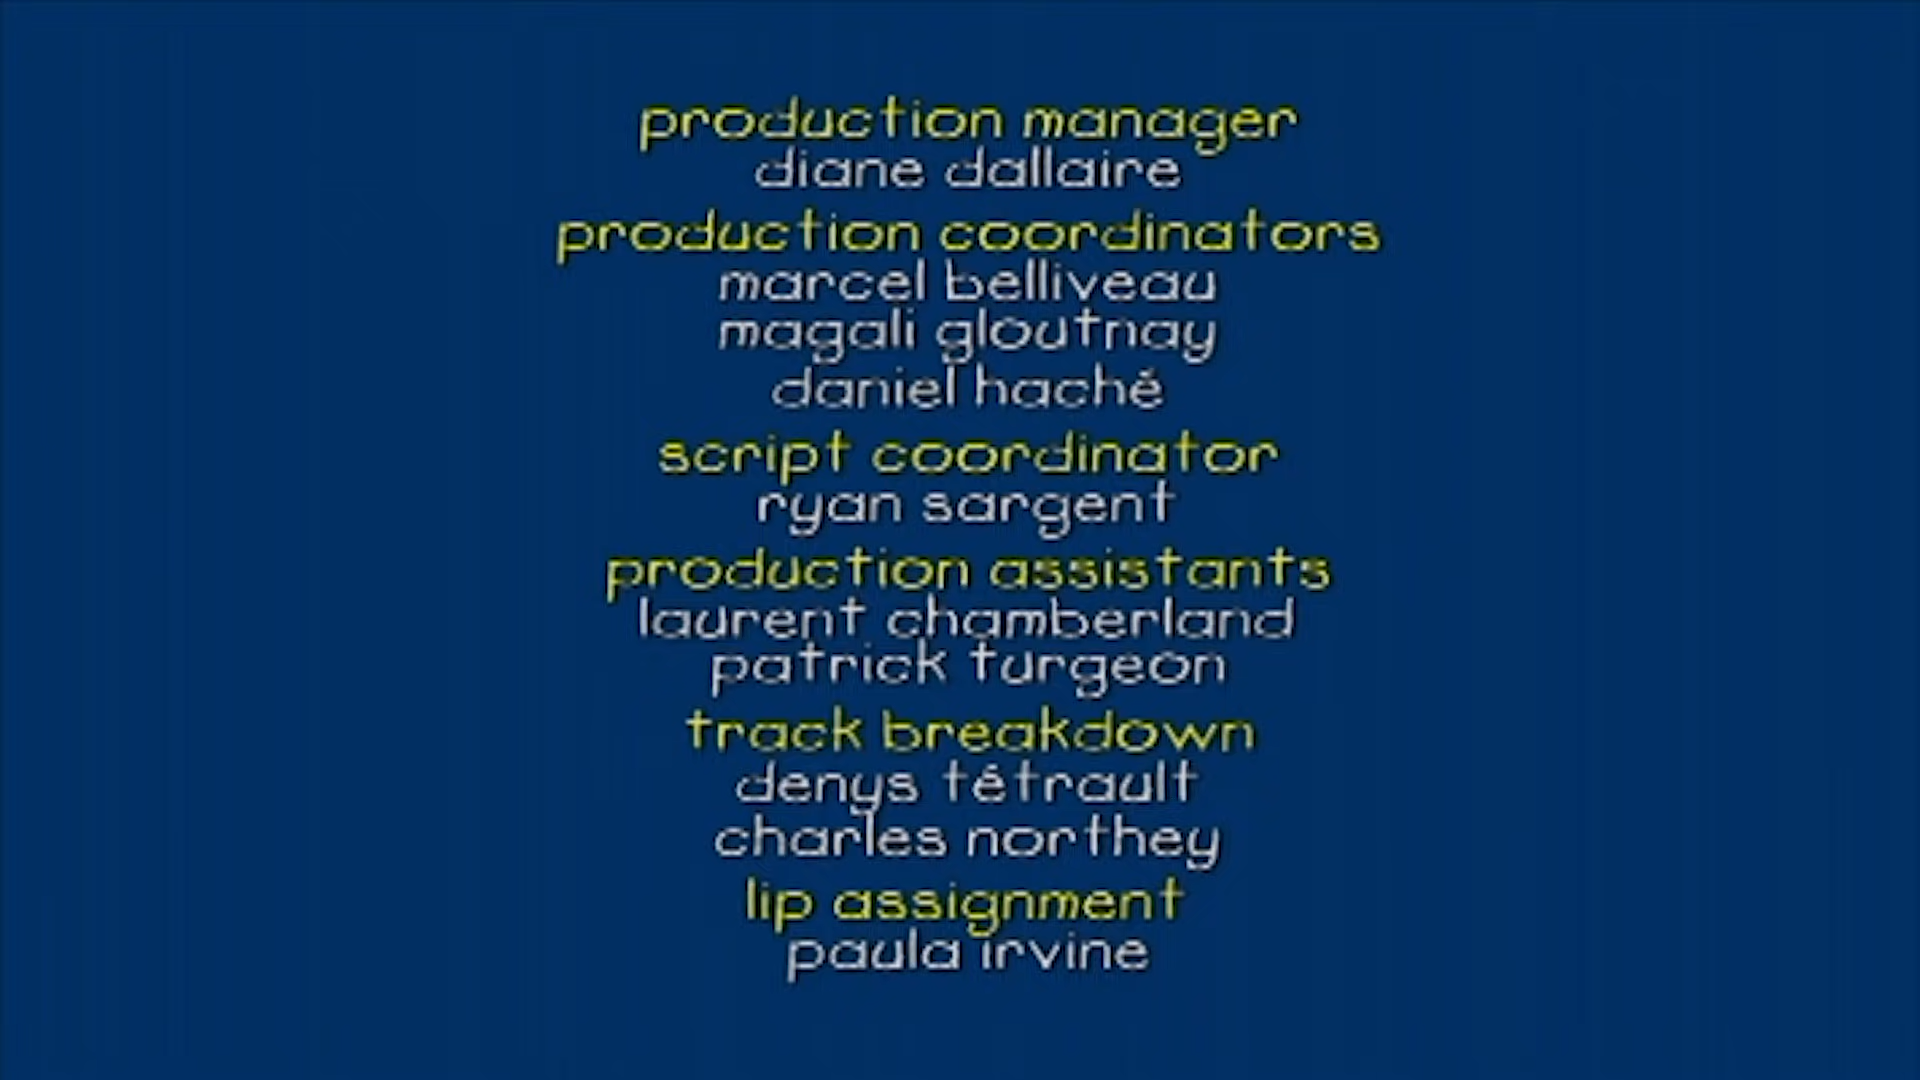 production manager
diane dallaire
production coordinators
marcel belliveau
magali gloutnay
daniel haché
script coordinator
ryan sargent
production assistants
laurent chamberland
patrick turgeon
track breakdown
denys tétrault
charles northey
lip assignment
paula irvine